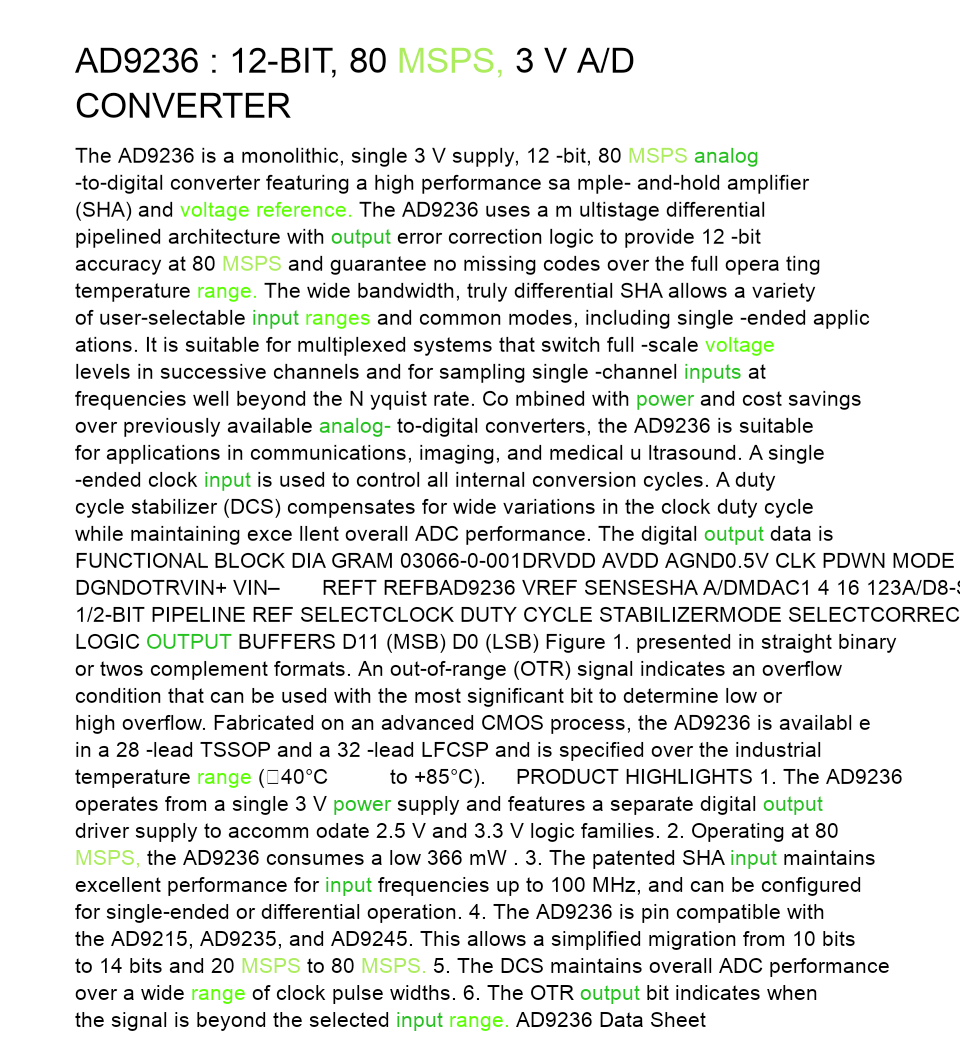 AD9236 : 12-BIT, 80 MSPS, 3 V A/D
CONVERTER
The AD9236 is a monolithic, single 3 V supply, 12 -bit, 80 MSPS analog
-to-digital converter featuring a high performance sa mple- and-hold amplifier
(SHA) and voltage reference. The AD9236 uses a m ultistage differential
pipelined architecture with output error correction logic to provide 12 -bit
accuracy at 80 MSPS and guarantee no missing codes over the full opera ting
temperature range. The wide bandwidth, truly differential SHA allows a variety
of user-selectable input ranges and common modes, including single -ended applic
ations. It is suitable for multiplexed systems that switch full -scale voltage
levels in successive channels and for sampling single -channel inputs at
frequencies well beyond the N yquist rate. Co mbined with power and cost savings
over previously available analog- to-digital converters, the AD9236 is suitable
for applications in communications, imaging, and medical u ltrasound. A single
-ended clock input is used to control all internal conversion cycles. A duty
cycle stabilizer (DCS) compensates for wide variations in the clock duty cycle
while maintaining exce llent overall ADC performance. The digital output data is
FUNCTIONAL BLOCK DIA GRAM 03066-0-001DRVDD AVDD AGND0.5V CLK PDWN MODE
DGNDOTRVIN+ VIN– REFT REFBAD9236 VREF SENSESHA A/DMDAC1 4 16 123A/D8-S
1/2-BIT PIPELINE REF SELECTCLOCK DUTY CYCLE STABILIZERMODE SELECTCORREC
LOGIC OUTPUT BUFFERS D11 (MSB) D0 (LSB) Figure 1. presented in straight binary
or twos complement formats. An out-of-range (OTR) signal indicates an overflow
condition that can be used with the most significant bit to determine low or
high overflow. Fabricated on an advanced CMOS process, the AD9236 is availabl e
in a 28 -lead TSSOP and a 32 -lead LFCSP and is specified over the industrial
temperature range (□40°C to +85°C). PRODUCT HIGHLIGHTS 1. The AD9236
operates from a single 3 V power supply and features a separate digital output
driver supply to accomm odate 2.5 V and 3.3 V logic families. 2. Operating at 80
MSPS, the AD9236 consumes a low 366 mW . 3. The patented SHA input maintains
excellent performance for input frequencies up to 100 MHz, and can be configured
for single-ended or differential operation. 4. The AD9236 is pin compatible with
the AD9215, AD9235, and AD9245. This allows a simplified migration from 10 bits
to 14 bits and 20 MSPS to 80 MSPS. 5. The DCS maintains overall ADC performance
over a wide range of clock pulse widths. 6. The OTR output bit indicates when
the signal is beyond the selected input range. AD9236 Data Sheet